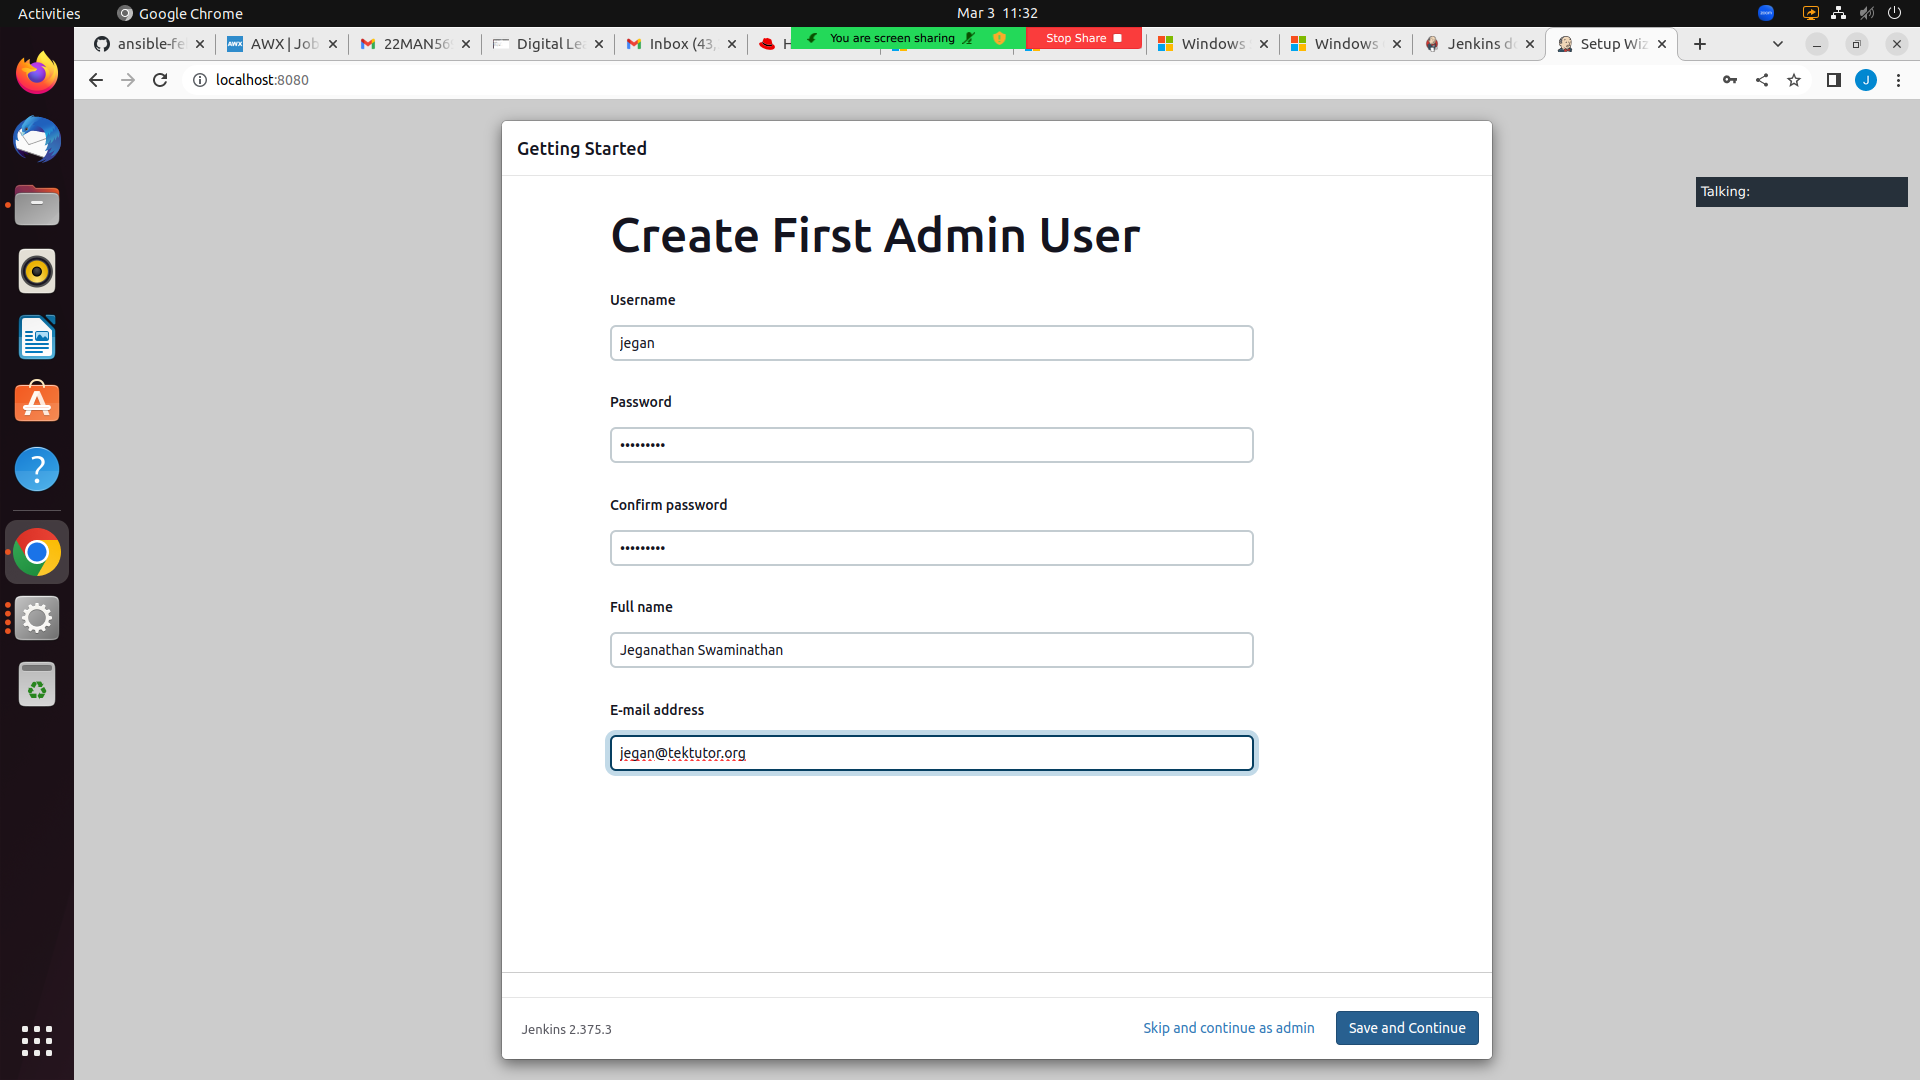 Activities
Google Chrome
Mar 3 11:32
ansible-fe
AWX | Job
22MAN56
Digital Le
Inbox (43,
H
You are screen sharing
Stop Share
Windows
Windows
Jenkins d
Setup Wiz
localhost:8080
J
Getting Started
Talking:
Create First Admin User
Username
jegan
Password
•••••••••
Confirm password
•••••••••
Full name
Jeganathan Swaminathan
E-mail address
jegan@tektutor.org
Jenkins 2.375.3
Skip and continue as admin
Save and Continue